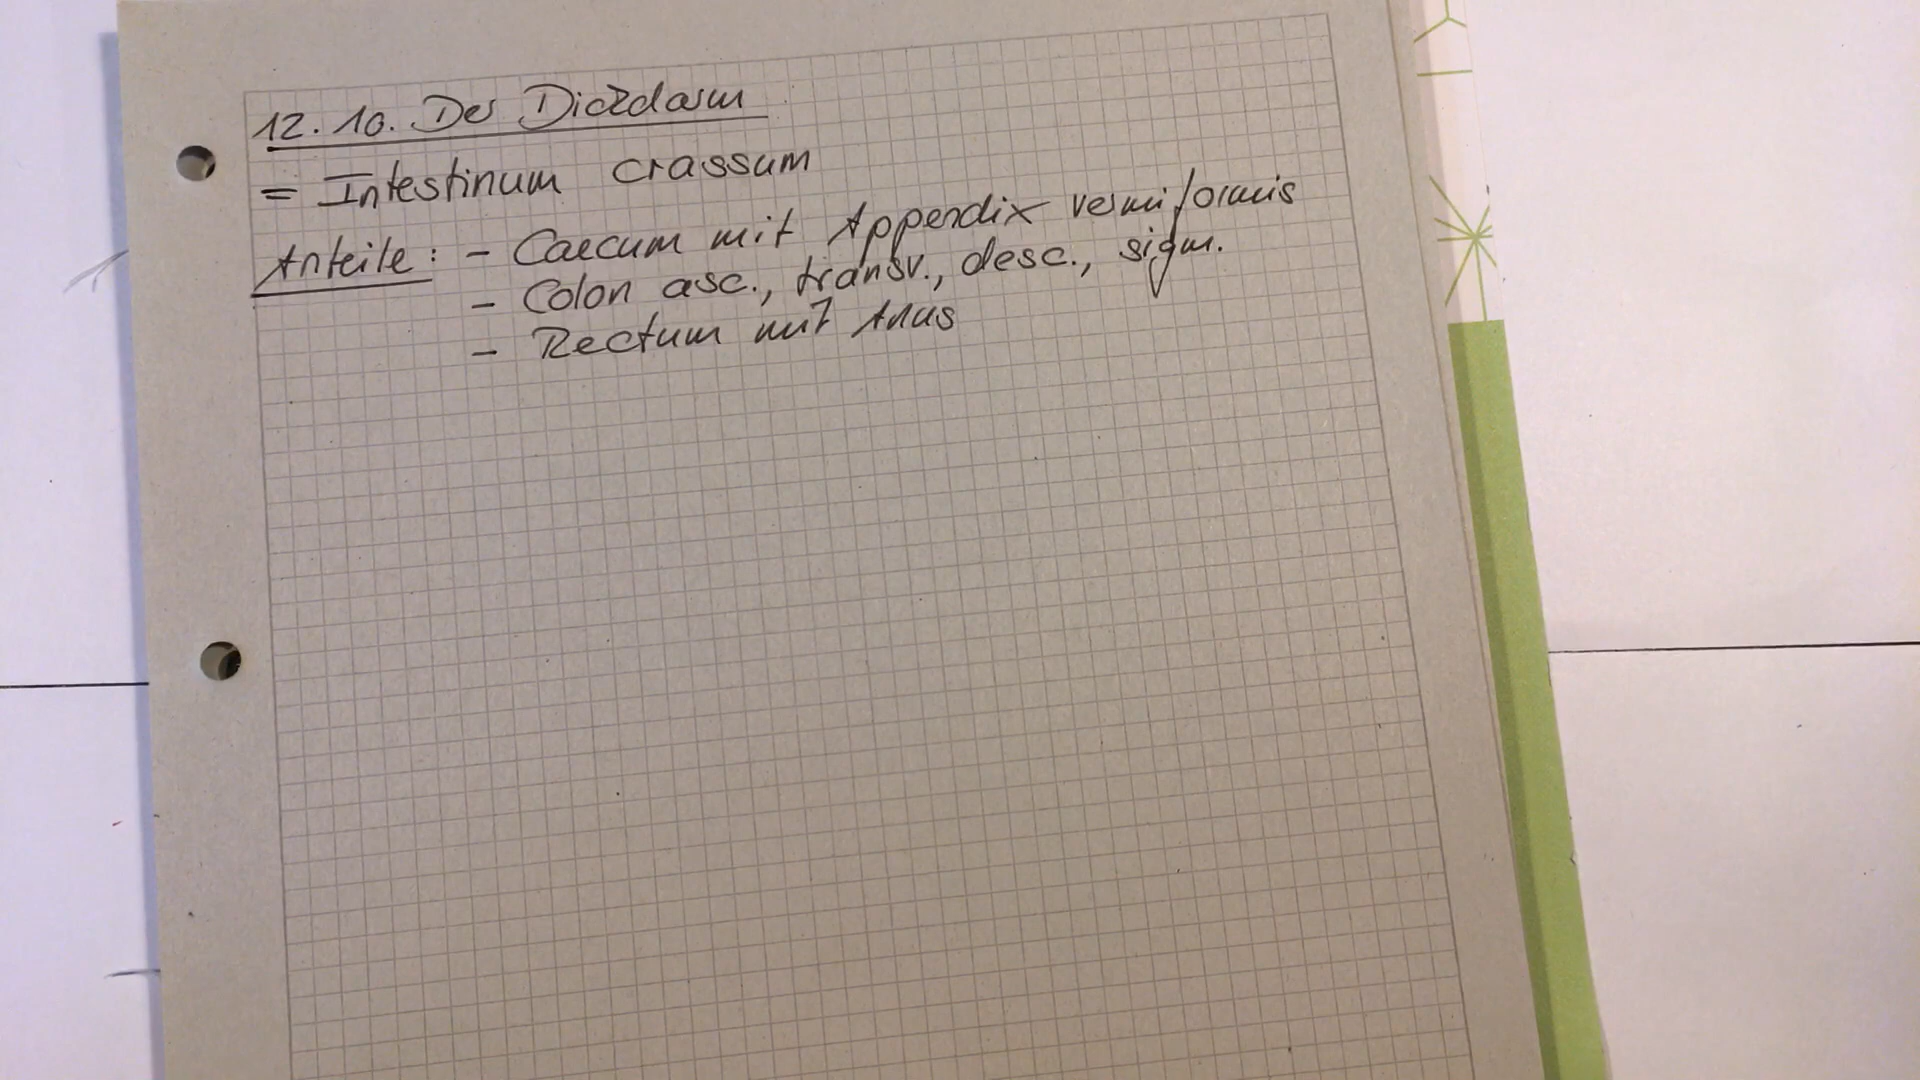 12.10. Der Dickdarm
= Intestinum crassum
Anteile: - Caecum mit Appendix vermiformis
- Colon asc., transv., desc., sigm.
- Rectum mit Anus